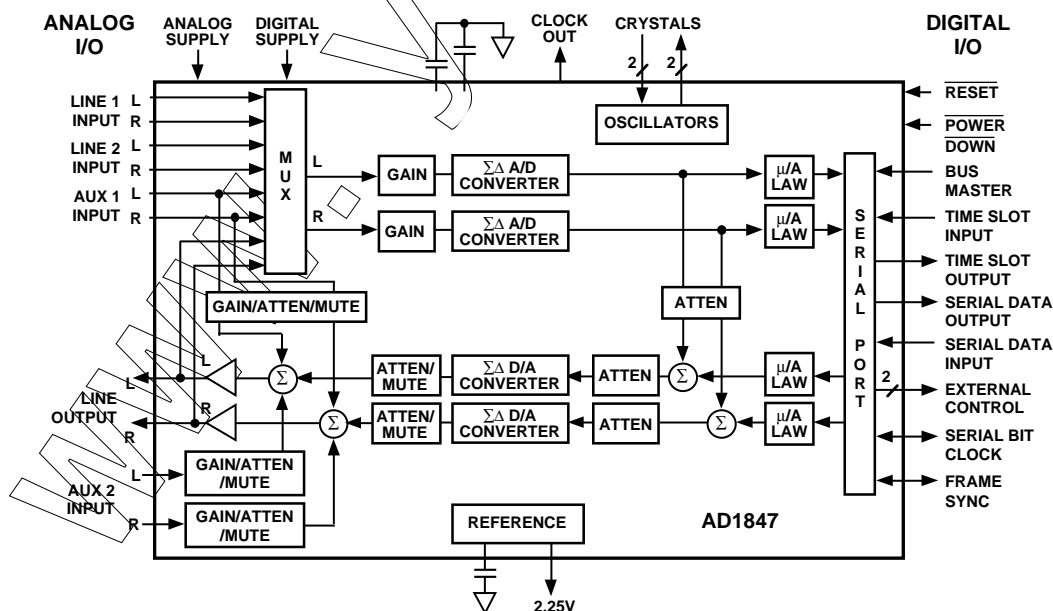 ANALOG I/O
ANALOG SUPPLY
DIGITAL SUPPLY
CLOCK OUT
CRYSTALS
DIGITAL I/O
2
2
OSCILLATORS
LINE 1 INPUT
L
R
LINE 2 INPUT
L
R
AUX 1 INPUT
L
R
MUX
L
R
GAIN
ΣΔ A/D CONVERTER
μ/A LAW
GAIN
ΣΔ A/D CONVERTER
μ/A LAW
SERIAL PORT
RESET
POWER DOWN
BUS MASTER
TIME SLOT INPUT
TIME SLOT OUTPUT
SERIAL DATA OUTPUT
SERIAL DATA INPUT
2
EXTERNAL CONTROL
SERIAL BIT CLOCK
FRAME SYNC
GAIN/ATTEN/MUTE
ATTEN
L
Σ
ATTEN/ MUTE
ΣΔ D/A CONVERTER
ATTEN
Σ
μ/A LAW
L
LINE OUTPUT
R
R
Σ
ATTEN/ MUTE
ΣΔ D/A CONVERTER
ATTEN
Σ
μ/A LAW
AUX 2 INPUT
L
R
GAIN/ATTEN /MUTE
GAIN/ATTEN /MUTE
REFERENCE
AD1847
2.25V